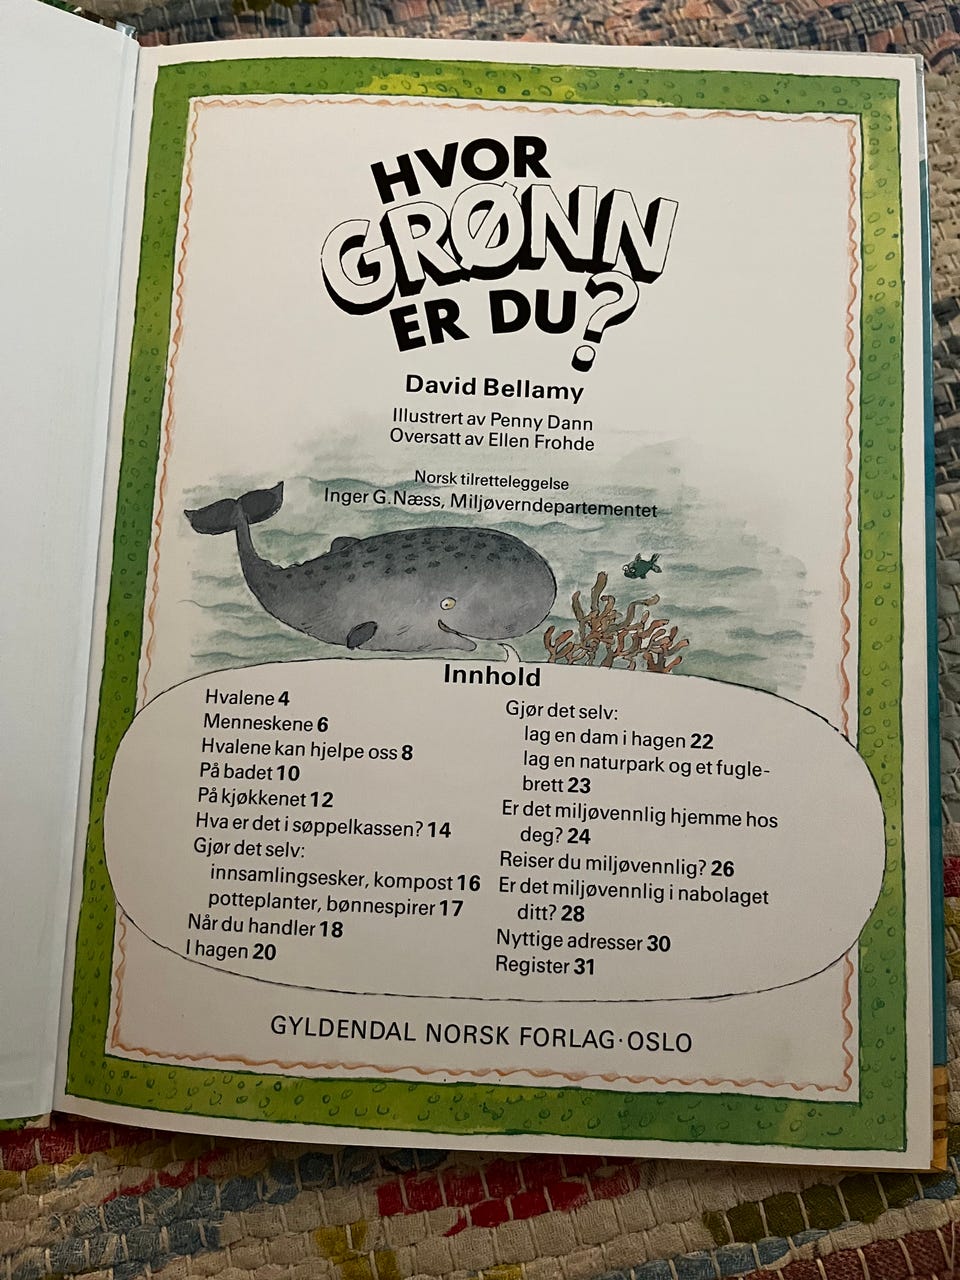 HVOR
GRØNN
ER DU?
David Bellamy
Illustrert av Penny Dann
Oversatt av Ellen Frohde
Norsk tilretteleggelse
Inger G. Næss, Miljøverndepartementet
Innhold
Hvalene 4
Menneskene 6
Hvalene kan hjelpe oss 8
På badet 10
På kjøkkenet 12
Hva er det i søppelkassen? 14
Gjør det selv:
innsamlingsesker, kompost 16
potteplanter, bønnespirer 17
Når du handler 18
I hagen 20
Gjør det selv:
lag en dam i hagen 22
lag en naturpark og et fugle-
brett 23
Er det miljøvennlig hjemme hos
deg? 24
Reiser du miljøvennlig? 26
Er det miljøvennlig i nabolaget
ditt? 28
Nyttige adresser 30
Register 31
GYLDENDAL NORSK FORLAG · OSLO